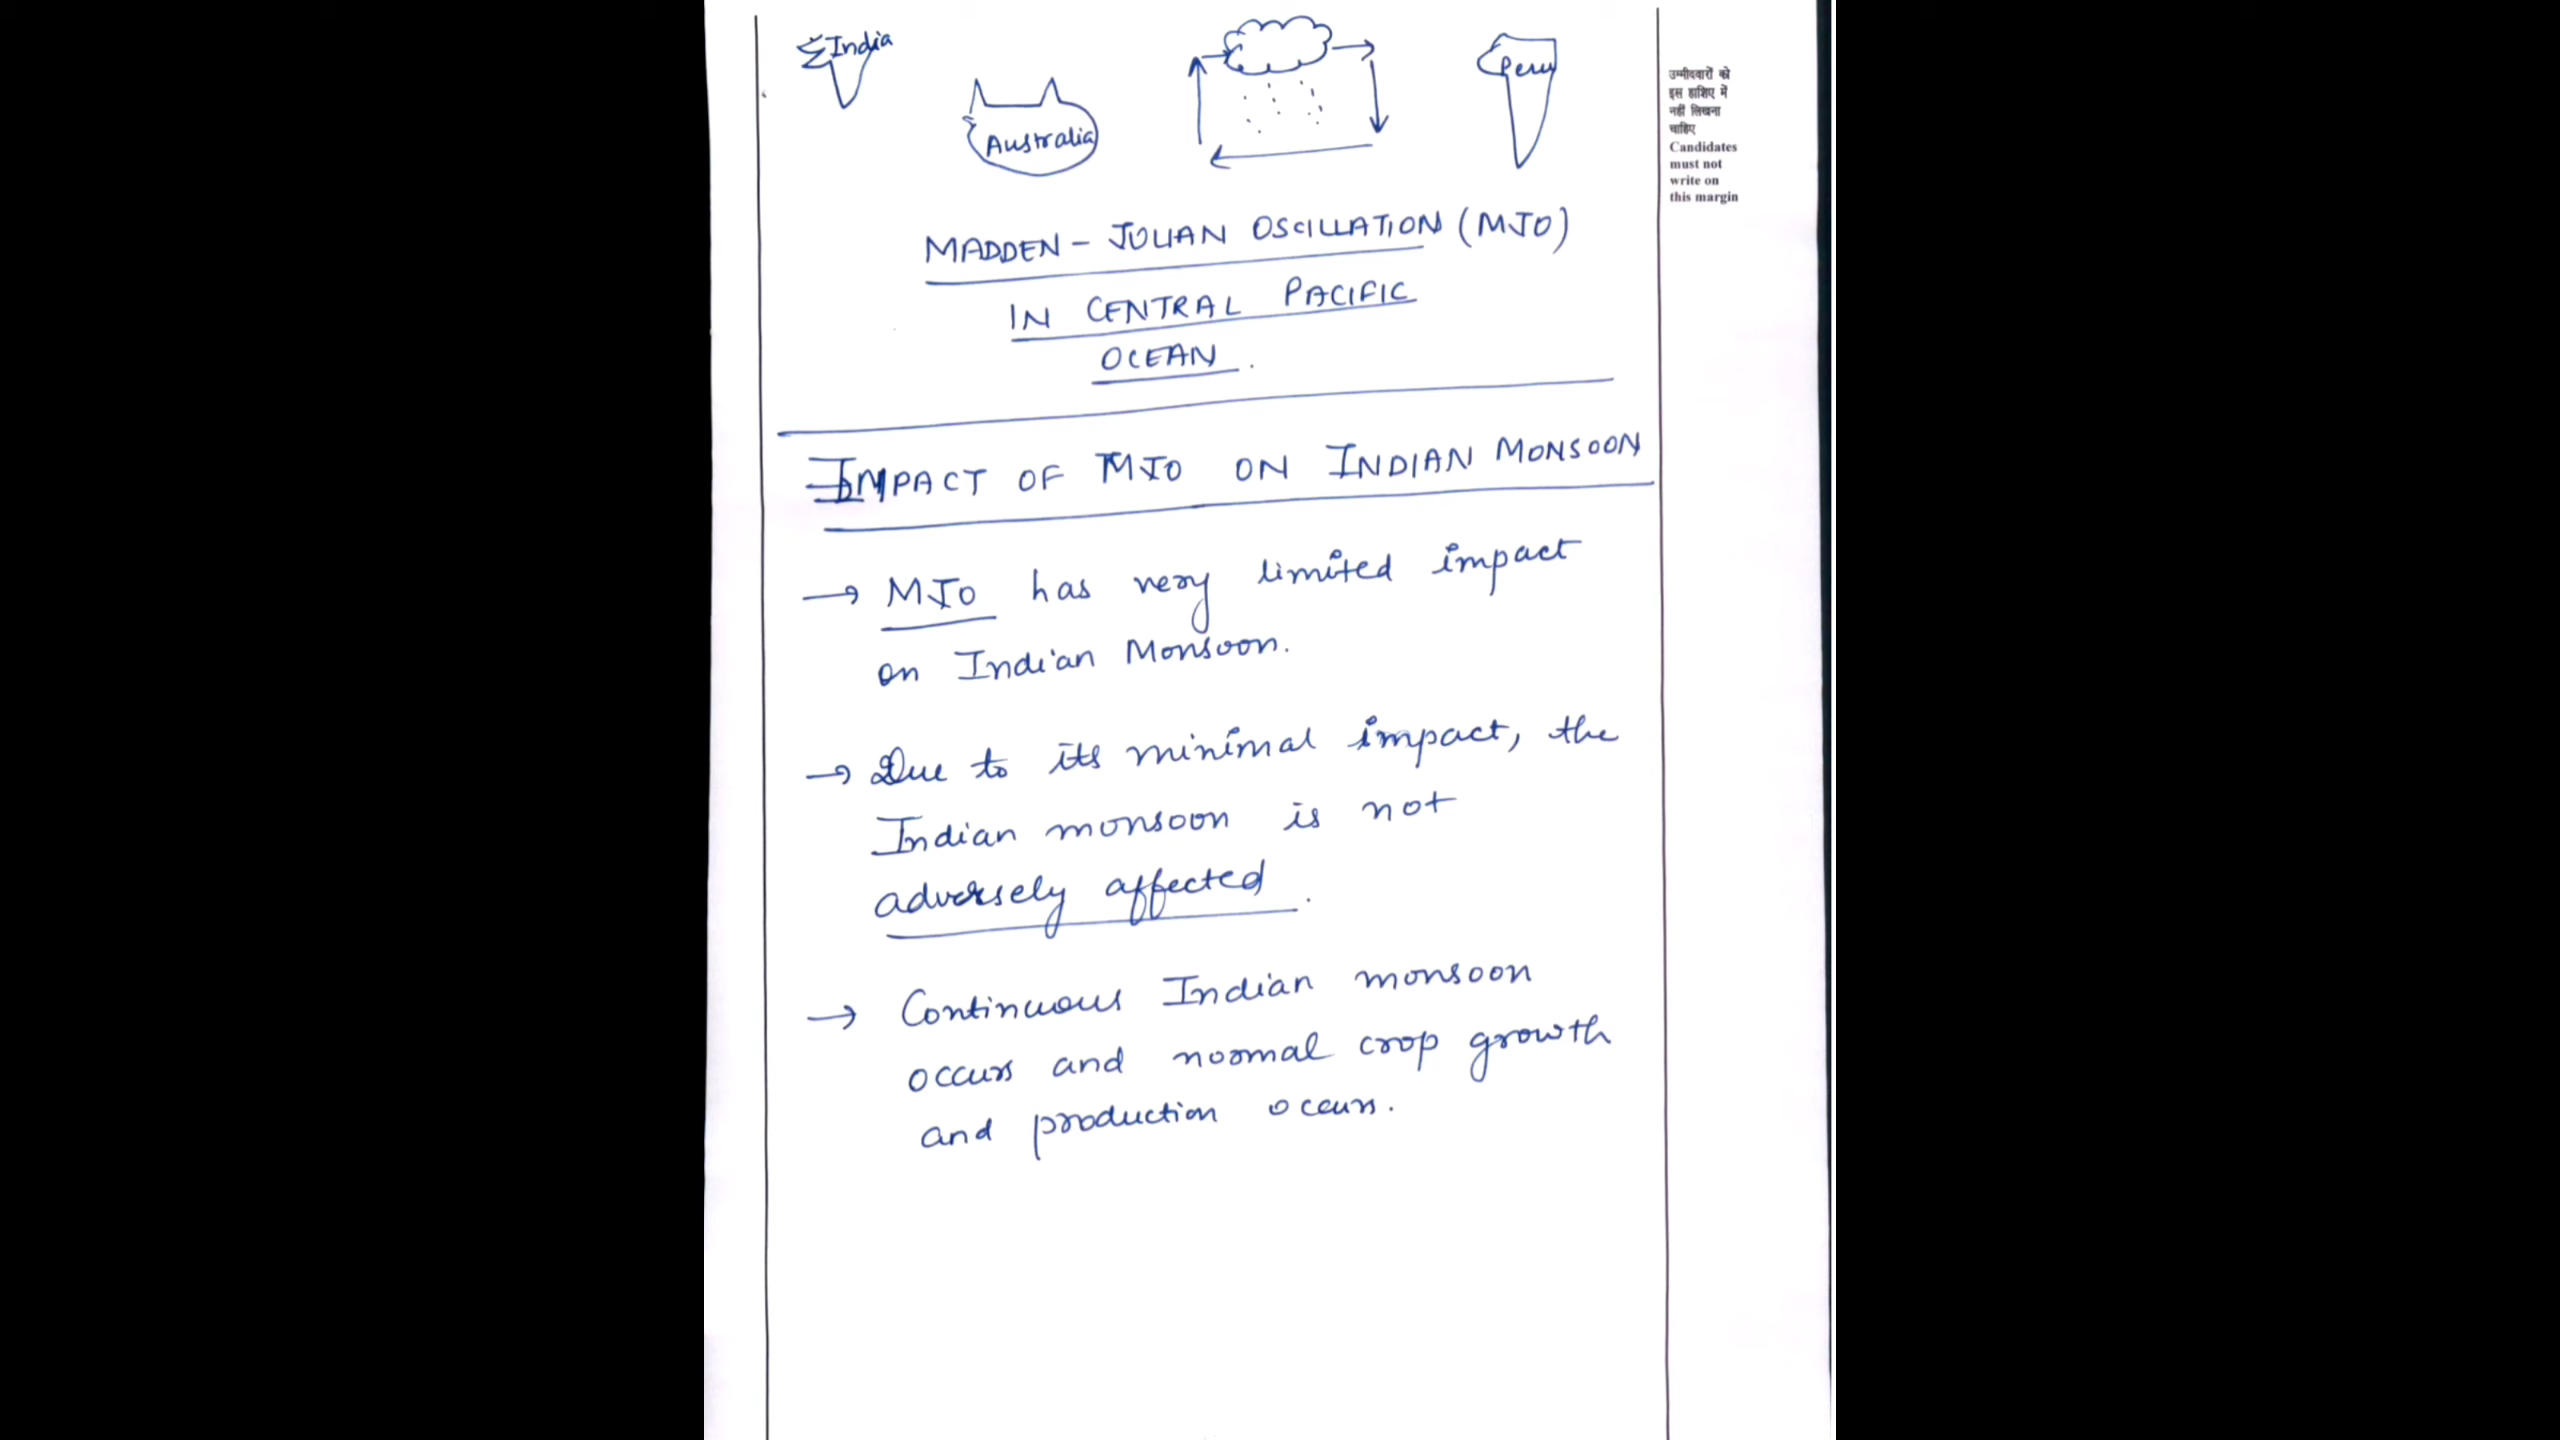 India
Australia
Peru
उम्मीदवारों को
इस हाशिए में
नहीं लिखना
चाहिए
Candidates
must not
write on
this margin
MADDEN - JULIAN OSCILLATION (MJO)
IN CENTRAL PACIFIC
OCEAN.
IMPACT OF MJO ON INDIAN MONSOON
→ MJO has very limited impact
on Indian Monsoon.
→ Due to its minimal impact, the
Indian monsoon is not
adversely affected.
→ Continuous Indian monsoon
occurs and normal crop growth
and production occurs.